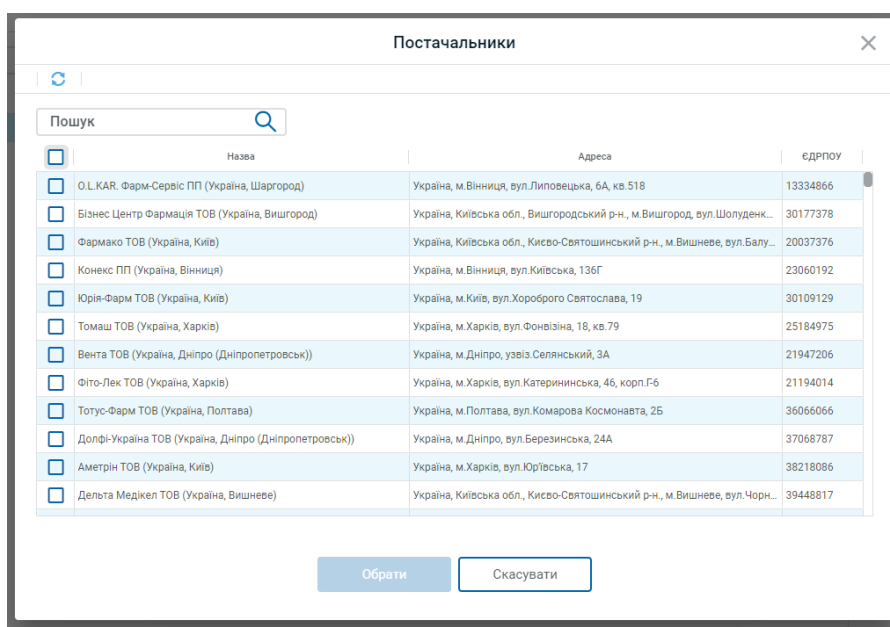 Постачальники
Пошук
Назва Адреса ЄДРПОУ
O.L.KAR. Фарм-Сервіс ПП (Україна, Шаргород) Україна, м.Вінниця, вул.Липовецька, 6А, кв.518 13334866
Бізнес Центр Фармація ТОВ (Україна, Вишгород) Україна, Київська обл., Вишгородський р-н., м.Вишгород, вул.Шолуденк... 30177378
Фармако ТОВ (Україна, Київ) Україна, Київська обл., Києво-Святошинський р-н., м.Вишневе, вул.Балу... 20037376
Конекс ПП (Україна, Вінниця) Україна, м.Вінниця, вул.Київська, 136Г 23060192
Юрія-Фарм ТОВ (Україна, Київ) Україна, м.Київ, вул.Хороброго Святослава, 19 30109129
Томаш ТОВ (Україна, Харків) Україна, м.Харків, вул.Фонвізіна, 18, кв.79 25184975
Вента ТОВ (Україна, Дніпро (Дніпропетровськ)) Україна, м.Дніпро, узвіз.Селянський, 3А 21947206
Фіто-Лек ТОВ (Україна, Харків) Україна, м.Харків, вул.Катерининська, 46, корп.Г-6 21194014
Тотус-Фарм ТОВ (Україна, Полтава) Україна, м.Полтава, вул.Комарова Космонавта, 2Б 36066066
Долфі-Україна ТОВ (Україна, Дніпро (Дніпропетровськ)) Україна, м.Дніпро, вул.Березинська, 24А 37068787
Аметрін ТОВ (Україна, Київ) Україна, м.Харків, вул.Юр'ївська, 17 38218086
Дельта Медікел ТОВ (Україна, Вишневе) Україна, Київська обл., Києво-Святошинський р-н., м.Вишневе, вул.Чорн... 39448817
Обрати Скасувати